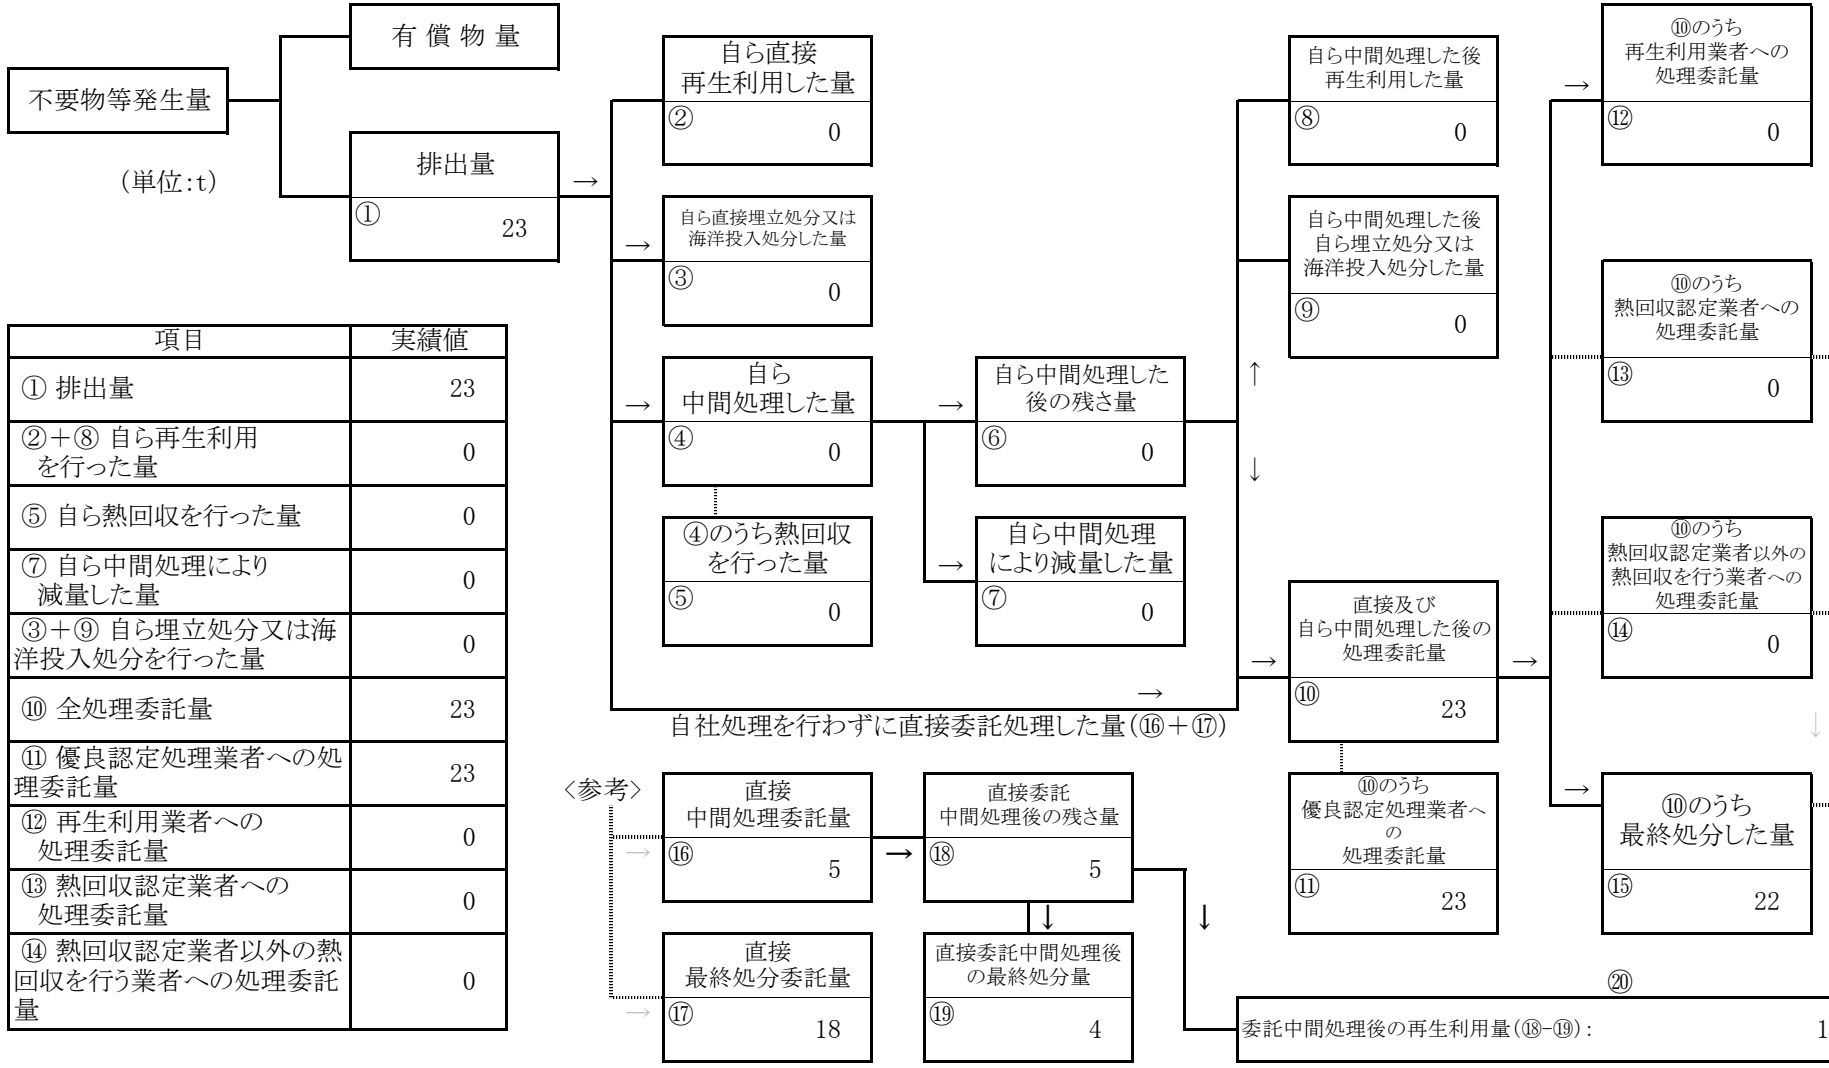 有 償 物 量
不要物等発生量
(単位:t)
排出量
①
23
→
自ら直接
再生利用した量
②
0
→
自ら直接埋立処分又は
海洋投入処分した量
③
0
→
自ら
中間処理した量
④
0
④のうち熱回収
を行った量
⑤
0
→
自ら中間処理した
後の残さ量
⑥
0
→
自ら中間処理
により減量した量
⑦
0
自ら中間処理した後
再生利用した量
⑧
0
自ら中間処理した後
自ら埋立処分又は
海洋投入処分した量
⑨
0
↑
↓
→
自社処理を行わずに直接委託処理した量(⑯+⑰)
→
直接及び
自ら中間処理した後の
処理委託量
⑩
23
→
⑩のうち
優良認定処理業者へ
の
処理委託量
⑪
23
→
⑩のうち
再生利用業者への
処理委託量
⑫
0
⑩のうち
熱回収認定業者への
処理委託量
⑬
0
⑩のうち
熱回収認定業者以外の
熱回収を行う業者への
処理委託量
⑭
0
↓
→
⑩のうち
最終処分した量
⑮
22
項目 実績値
① 排出量 23
②+⑧ 自ら再生利用
を行った量 0
⑤ 自ら熱回収を行った量 0
⑦ 自ら中間処理により
減量した量 0
③+⑨ 自ら埋立処分又は海
洋投入処分を行った量 0
⑩ 全処理委託量 23
⑪ 優良認定処理業者への処
理委託量 23
⑫ 再生利用業者への
処理委託量 0
⑬ 熱回収認定業者への
処理委託量 0
⑭ 熱回収認定業者以外の熱
回収を行う業者への処理委託
量 0
<参考>
→
直接
中間処理委託量
⑯
5
→
直接委託
中間処理後の残さ量
⑱
5
↓
↓
→
直接
最終処分委託量
⑰
18
直接委託中間処理後
の最終処分量
⑲
4
⑳
委託中間処理後の再生利用量(⑱-⑲): 1